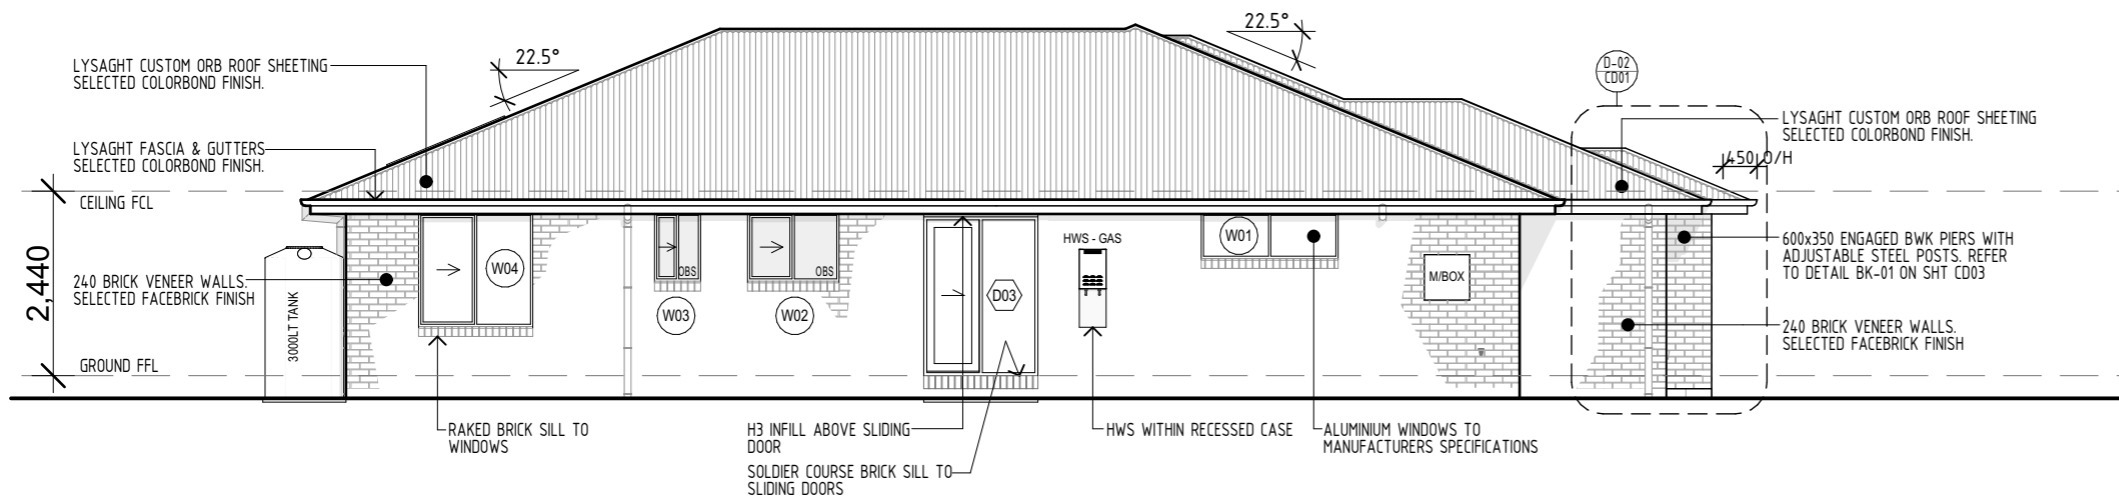 22.5°
22.5°
LYSAGHT CUSTOM ORB ROOF SHEETING
SELECTED COLORBOND FINISH.
D-02
CD01
LYSAGHT CUSTOM ORB ROOF SHEETING
SELECTED COLORBOND FINISH.
LYSAGHT FASCIA & GUTTERS
SELECTED COLORBOND FINISH.
450 O/H
CEILING FCL
2,440
240 BRICK VENEER WALLS.
SELECTED FACEBRICK FINISH
3000LT TANK
GROUND FFL
W04
OBS
W03
OBS
W02
D03
HWS - GAS
W01
M/BOX
600x350 ENGAGED BWK PIERS WITH
ADJUSTABLE STEEL POSTS. REFER
TO DETAIL BK-01 ON SHT CD03
240 BRICK VENEER WALLS.
SELECTED FACEBRICK FINISH
RAKED BRICK SILL TO
WINDOWS
H3 INFILL ABOVE SLIDING
DOOR
SOLDIER COURSE BRICK SILL TO
SLIDING DOORS
HWS WITHIN RECESSED CASE
ALUMINIUM WINDOWS TO
MANUFACTURERS SPECIFICATIONS